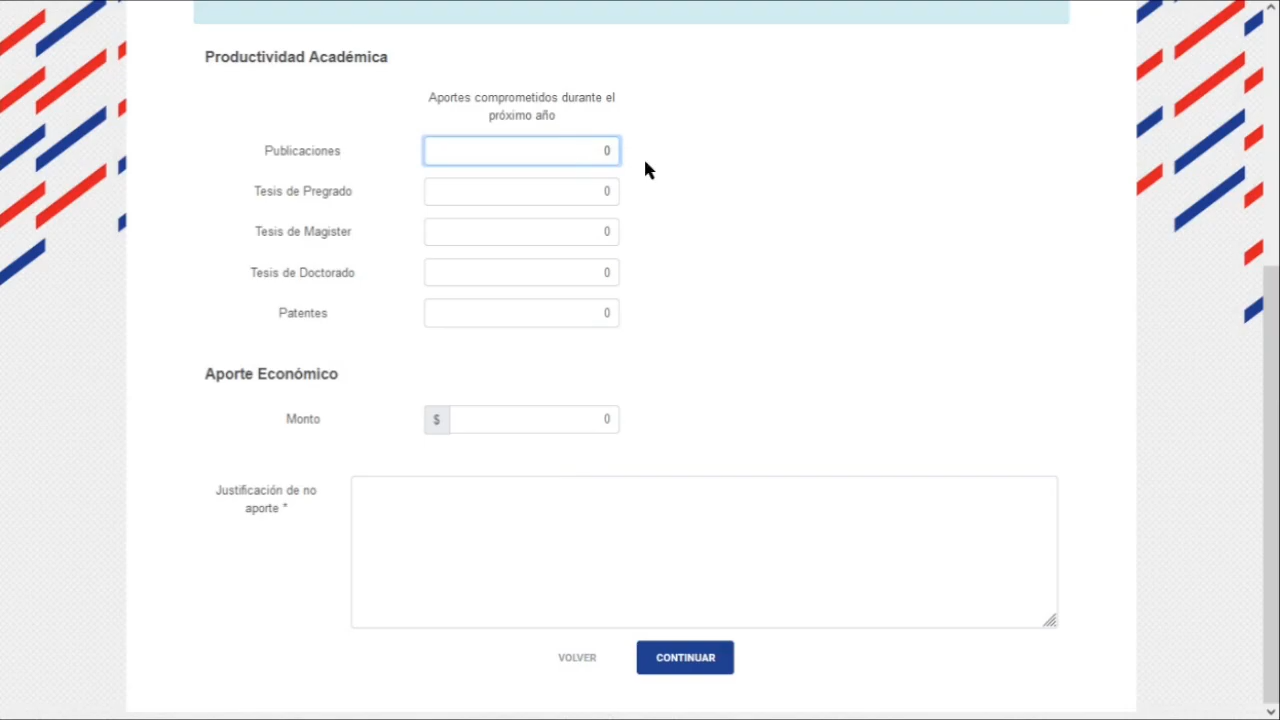 Productividad Académica
Aportes comprometidos durante el
próximo año
Publicaciones 0
Tesis de Pregrado 0
Tesis de Magister 0
Tesis de Doctorado 0
Patentes 0
Aporte Económico
Monto $ 0
Justificación de no
aporte *
VOLVER CONTINUAR